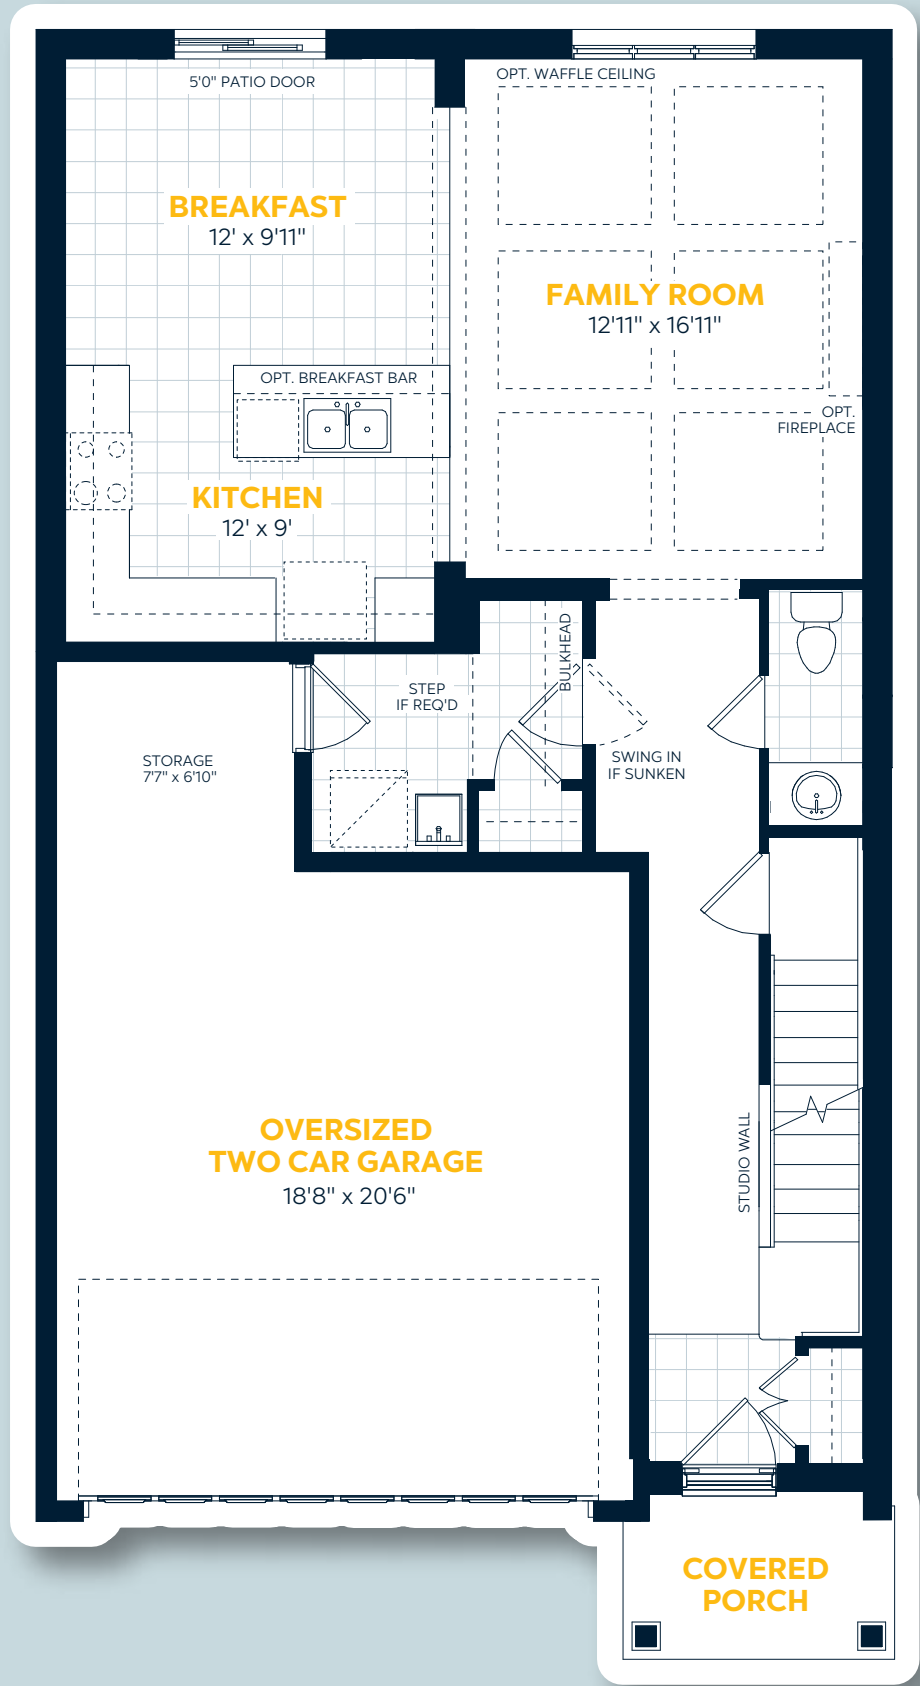 5'0" PATIO DOOR
OPT. WAFFLE CEILING
BREAKFAST
12' x 9'11"
FAMILY ROOM
12'11" x 16'11"
OPT. BREAKFAST BAR
OPT.
FIREPLACE
KITCHEN
12' x 9'
BULKHEAD
STEP
IF REQ'D
STORAGE
7'7" x 6'10"
SWING IN
IF SUNKEN
OVERSIZED
TWO CAR GARAGE
18'8" x 20'6"
STUDIO WALL
COVERED
PORCH